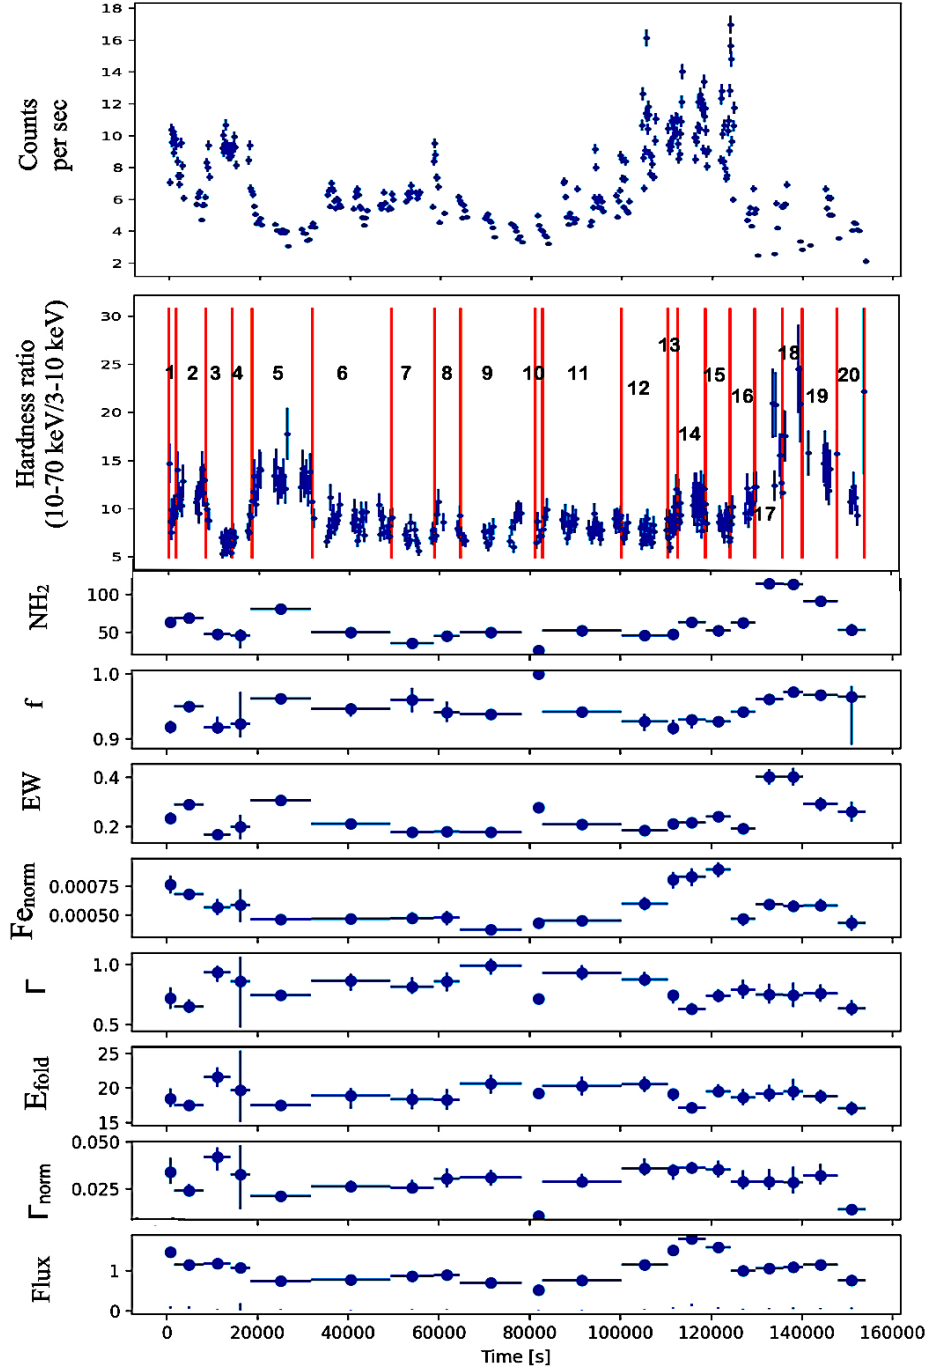 18
16
14
12
10
8
6
4
2
Counts
per sec
30
25
20
15
10
5
Hardness ratio
(10-70 keV/3-10 keV)
1 2 3 4 5 6 7 8 9 10 11 12 13 14 15 16 17 18 19 20
100
50
NH₂
1.0
0.9
f
0.4
0.2
EW
0.00075
0.00050
Feₙₒᵣₘ
1.0
0.5
Γ
25
20
15
E_fold
0.050
0.025
Γₙₒᵣₘ
1
0
Flux
0 20000 40000 60000 80000 100000 120000 140000 160000
Time [s]